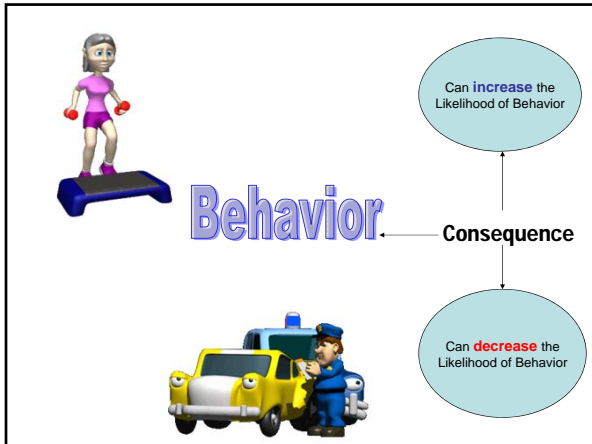 Can increase the
Likelihood of Behavior
Behavior
Consequence
Can decrease the
Likelihood of Behavior